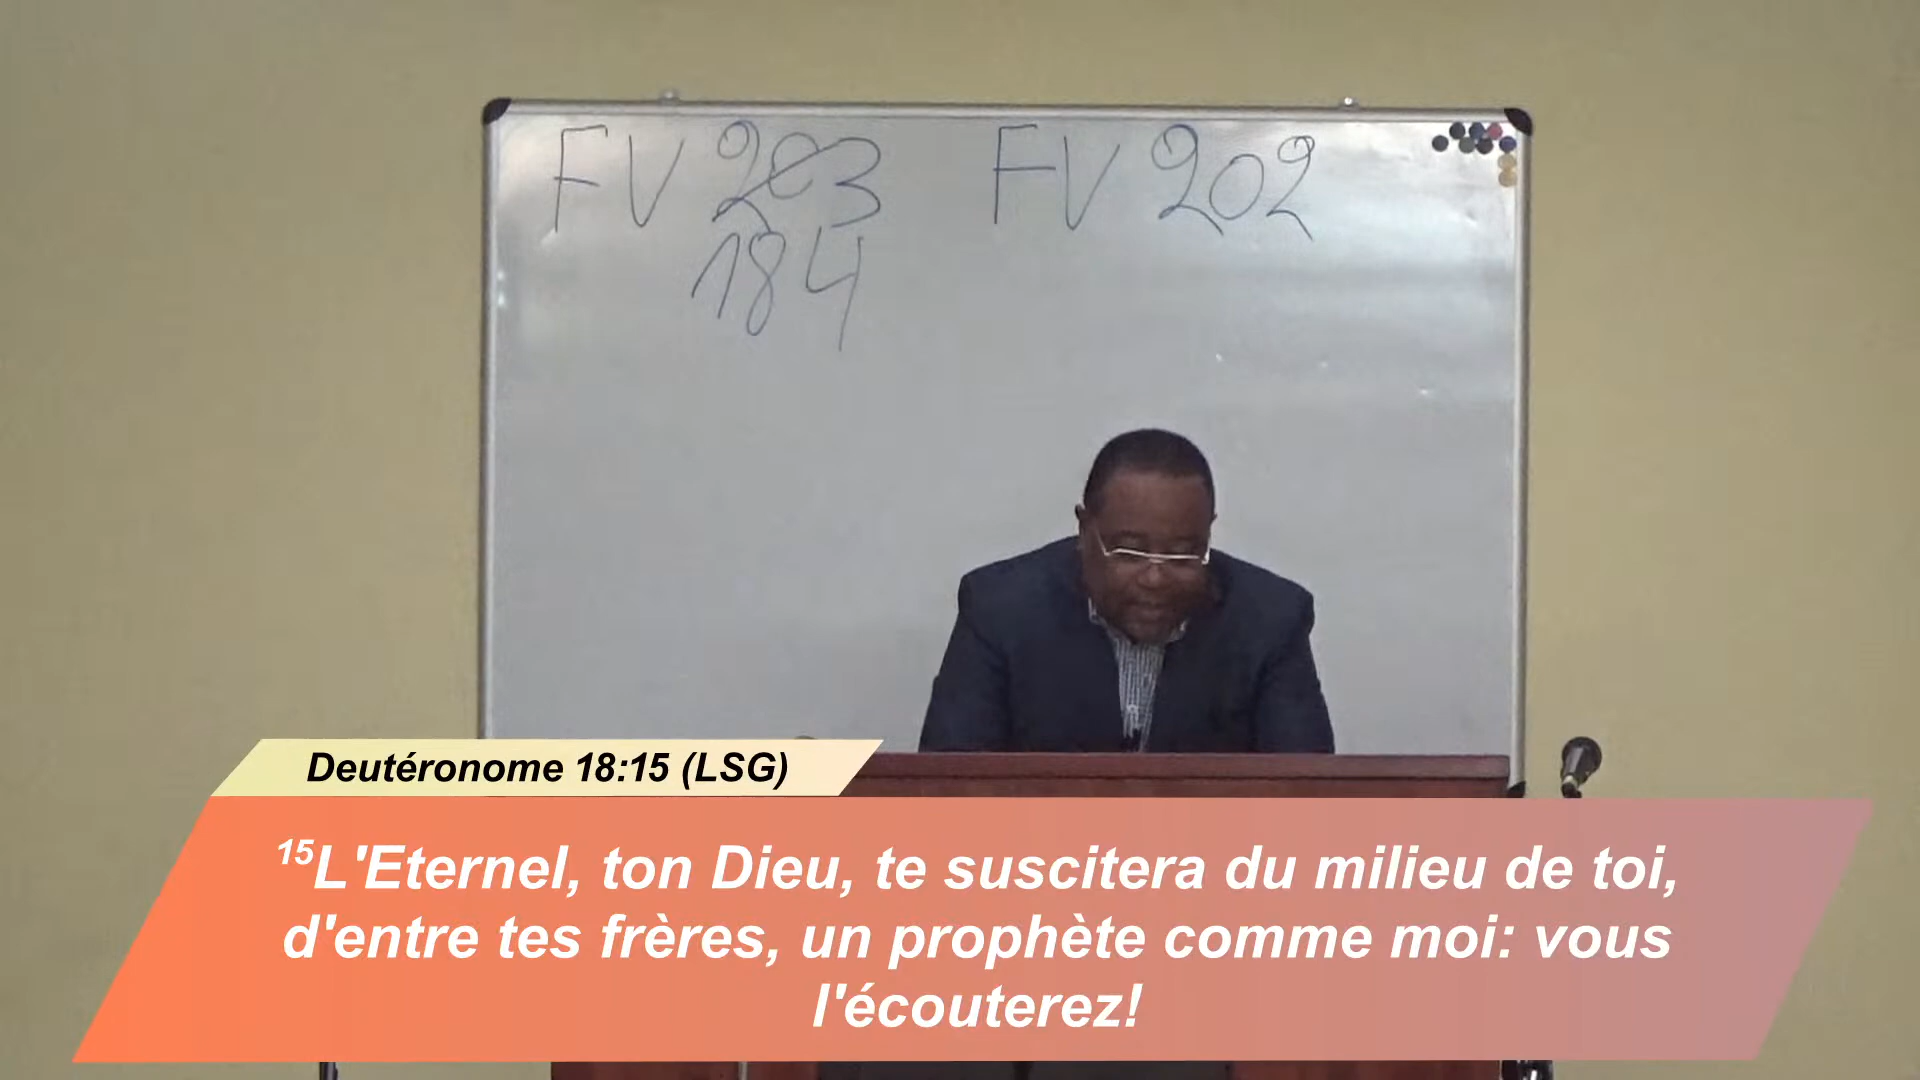 FV 203 FV 202
184
Deutéronome 18:15 (LSG)
15L'Eternel, ton Dieu, te suscitera du milieu de toi,
d'entre tes frères, un prophète comme moi: vous
l'écouterez!